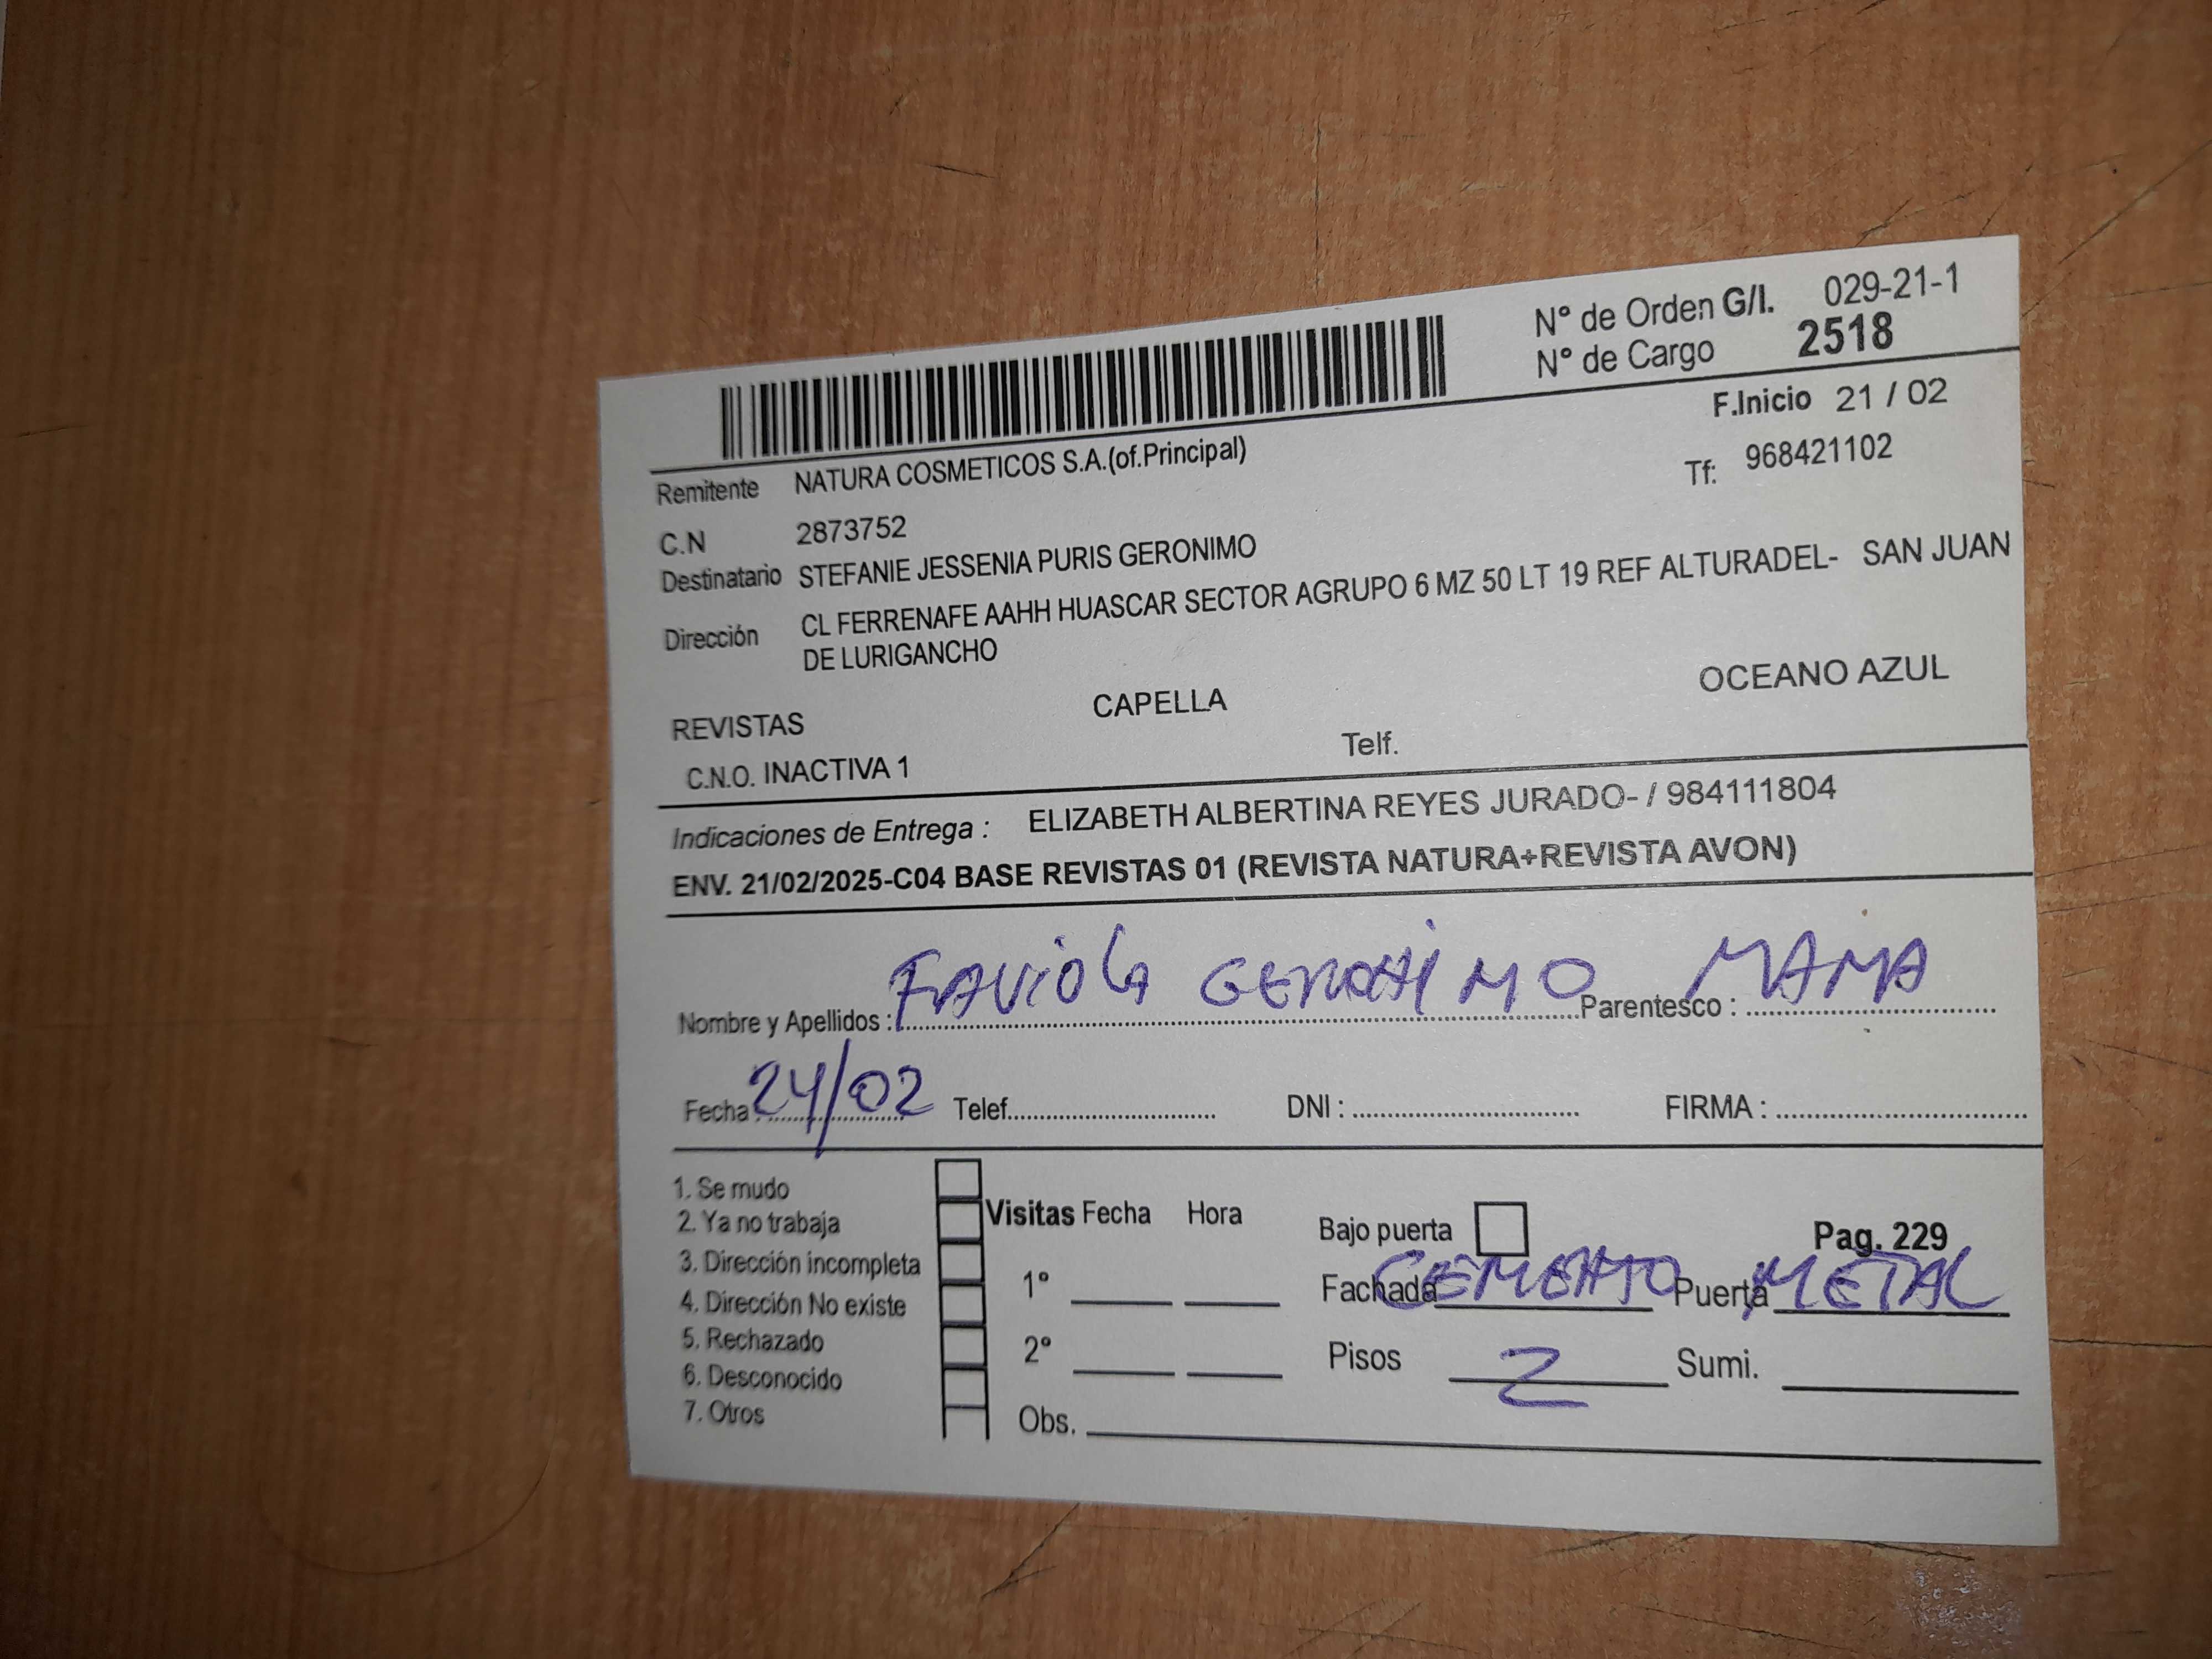 N° de Orden G/I. 029-21-1
N° de Cargo 2518
F.Inicio 21 / 02
Remitente NATURA COSMETICOS S.A.(of.Principal) Tf: 968421102
C.N 2873752
Destinatario STEFANIE JESSENIA PURIS GERONIMO
Dirección CL FERRENAFE AAHH HUASCAR SECTOR AGRUPO 6 MZ 50 LT 19 REF ALTURADEL- SAN JUAN
DE LURIGANCHO
REVISTAS CAPELLA OCEANO AZUL
C.N.O. INACTIVA 1 Telf.
Indicaciones de Entrega : ELIZABETH ALBERTINA REYES JURADO- / 984111804
ENV. 21/02/2025-C04 BASE REVISTAS 01 (REVISTA NATURA+REVISTA AVON)
Nombre y Apellidos : FAVIOLA GERONIMO Parentesco : MAMA
Fecha : 24/02 Telef. DNI : FIRMA :
1. Se mudo
2. Ya no trabaja
3. Dirección incompleta
4. Dirección No existe
5. Rechazado
6. Desconocido
7. Otros
Visitas Fecha Hora
1°
2°
Obs.
Bajo puerta Pag. 229
Fachada CEMENTO Puerta METAL
Pisos 2 Sumi.